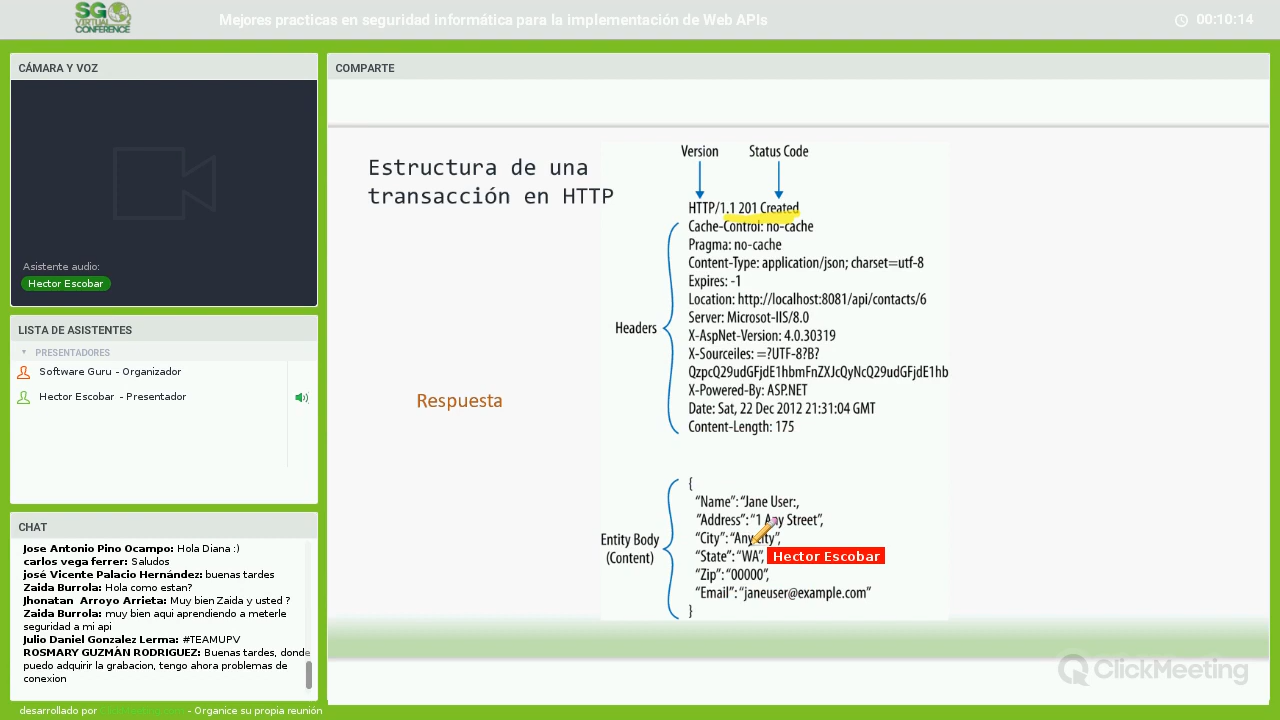 SG
VIRTUAL
CONFERENCE
Mejores practicas en seguridad informática para la implementación de Web APIs
00:10:14
CÁMARA Y VOZ
Asistente audio:
Hector Escobar
LISTA DE ASISTENTES
PRESENTADORES
Software Guru - Organizador
Hector Escobar - Presentador
CHAT
Jose Antonio Pino Ocampo: Hola Diana :)
carlos vega ferrer: Saludos
josé Vicente Palacio Hernández: buenas tardes
Zaida Burrola: Hola como estan?
Jhonatan Arroyo Arrieta: Muy bien Zaida y usted ?
Zaida Burrola: muy bien aqui aprendiendo a meterle
seguridad a mi api
Julio Daniel Gonzalez Lerma: #TEAMUPV
ROSMARY GUZMÁN RODRIGUEZ: Buenas tardes, donde
puedo adquirir la grabacion, tengo ahora problemas de
conexion
desarrollado por
- Organice su propia reunión
COMPARTE
Estructura de una
transacción en HTTP
Respuesta
Version Status Code
HTTP/1.1 201 Created
Headers
Cache-Control: no-cache
Pragma: no-cache
Content-Type: application/json; charset=utf-8
Expires: -1
Location: http://localhost:8081/api/contacts/6
Server: Microsot-IIS/8.0
X-AspNet-Version: 4.0.30319
X-Sourceiles: =?UTF-8?B?
QzpcQ29udGFjdE1hbmFnZXJcQyNcQ29udGFjdE1hb
X-Powered-By: ASP.NET
Date: Sat, 22 Dec 2012 21:31:04 GMT
Content-Length: 175
Entity Body
(Content)
{
“Name”: “Jane User:,
”Address”: “1 Any Street”,
“City”: “Any City”,
“State”: “WA”,
“Zip”: “00000”,
“Email”: “janeuser@example.com”
}
Hector Escobar
ClickMeeting